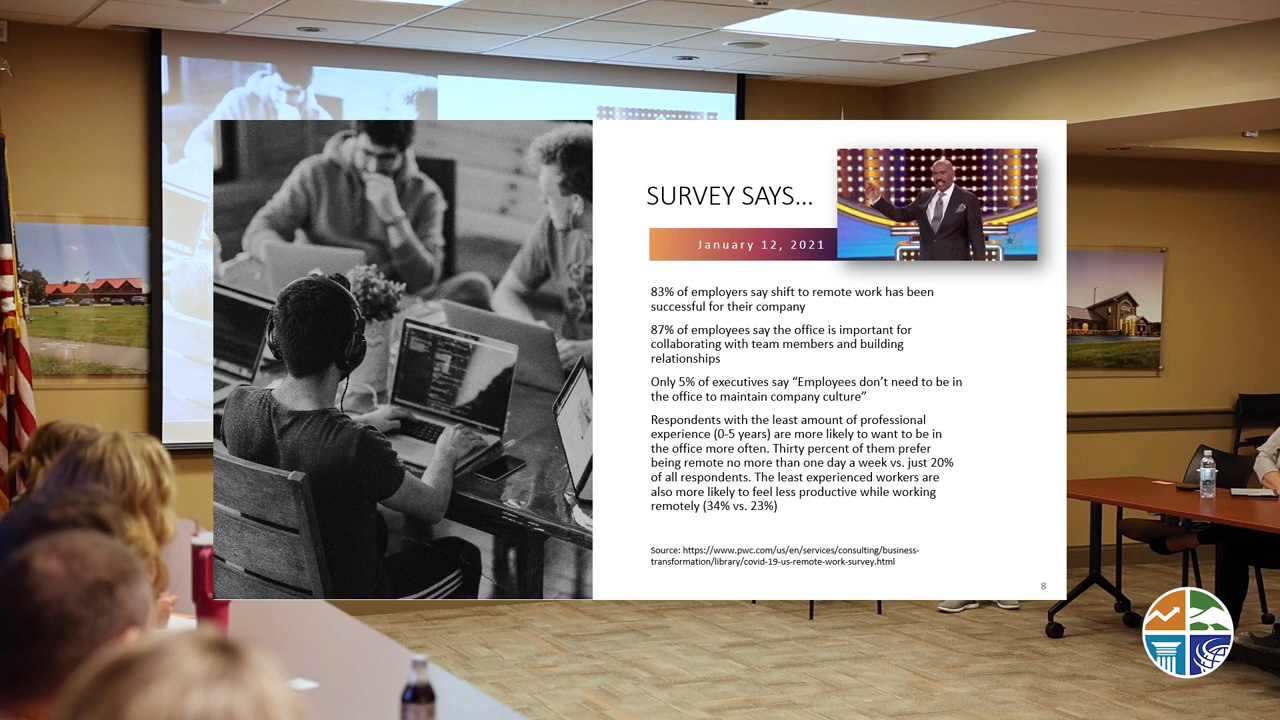 SURVEY SAYS...
January 12, 2021
83% of employers say shift to remote work has been
successful for their company
87% of employees say the office is important for
collaborating with team members and building
relationships
Only 5% of executives say “Employees don’t need to be in
the office to maintain company culture”
Respondents with the least amount of professional
experience (0-5 years) are more likely to want to be in
the office more often. Thirty percent of them prefer
being remote no more than one day a week vs. just 20%
of all respondents. The least experienced workers are
also more likely to feel less productive while working
remotely (34% vs. 23%)
Source: https://www.pwc.com/us/en/services/consulting/business-
transformation/library/covid-19-us-remote-work-survey.html
8